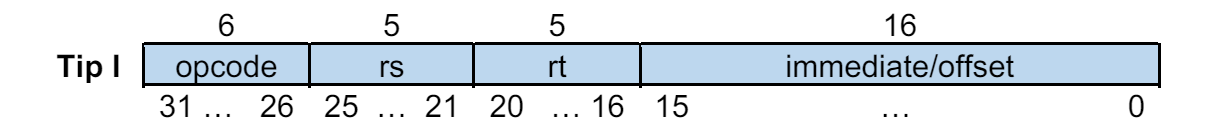 6 5 5 16
Tip I opcode rs rt immediate/offset
31 … 26 25 … 21 20 … 16 15 … 0